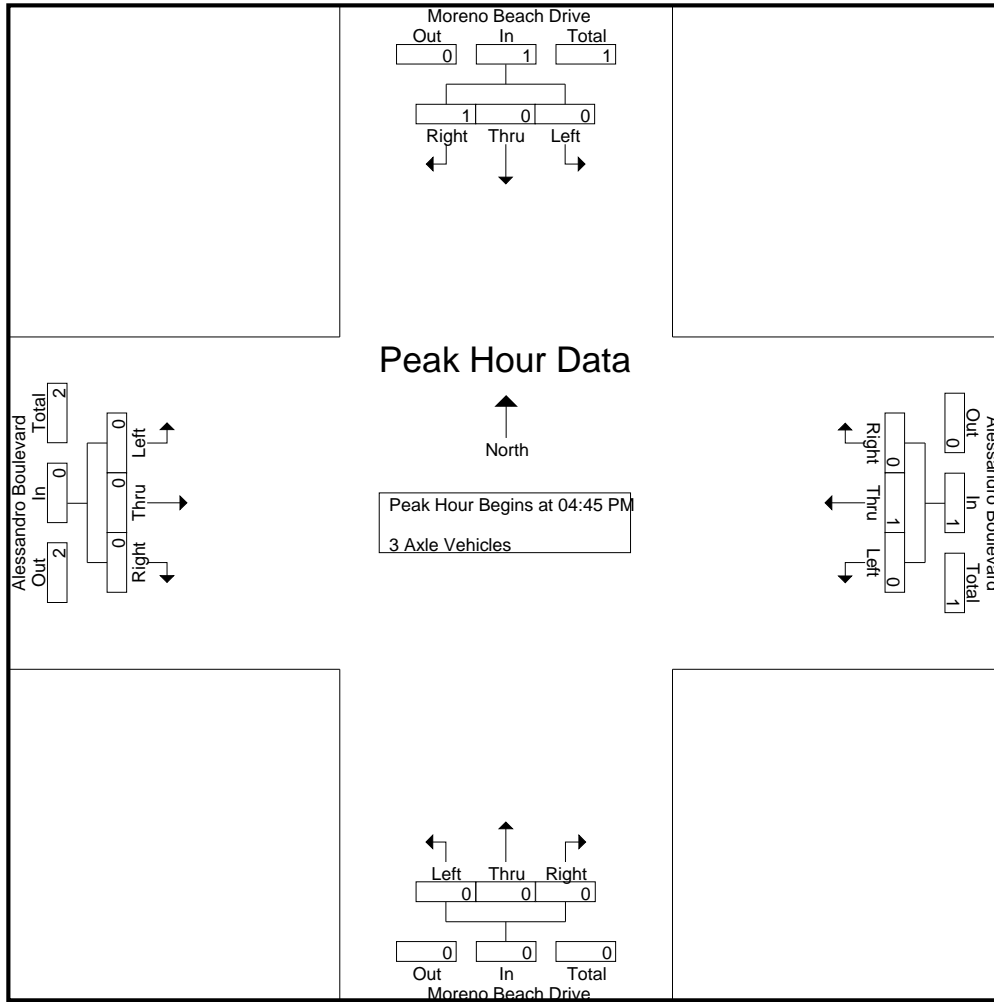 Moreno Beach Drive
Out In Total
0 1 1
1 0 0
Right Thru Left
Peak Hour Data
North
Peak Hour Begins at 04:45 PM
3 Axle Vehicles
Alessandro Boulevard
Total In Out
2 0 2
0 0 0
Left Thru Right
Alessandro Boulevard
Out In Total
0 1 1
0 1 0
Right Thru Left
Left Thru Right
0 0 0
0 0 0
Out In Total
Moreno Beach Drive